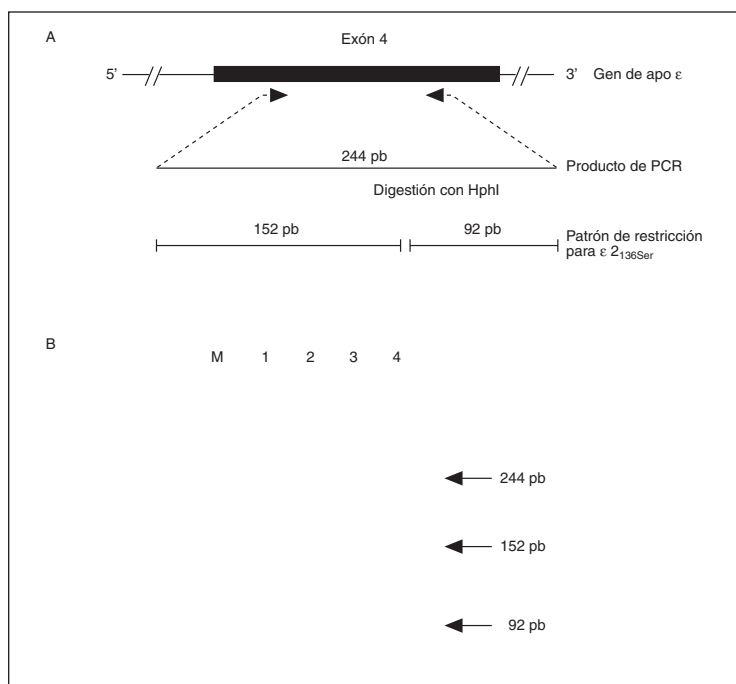 A
Exón 4
5’ 3’ Gen de apo ε
244 pb
Producto de PCR
Digestión con HphI
152 pb 92 pb
Patrón de restricción
para ε 2136Ser
B
M 1 2 3 4
244 pb
152 pb
92 pb